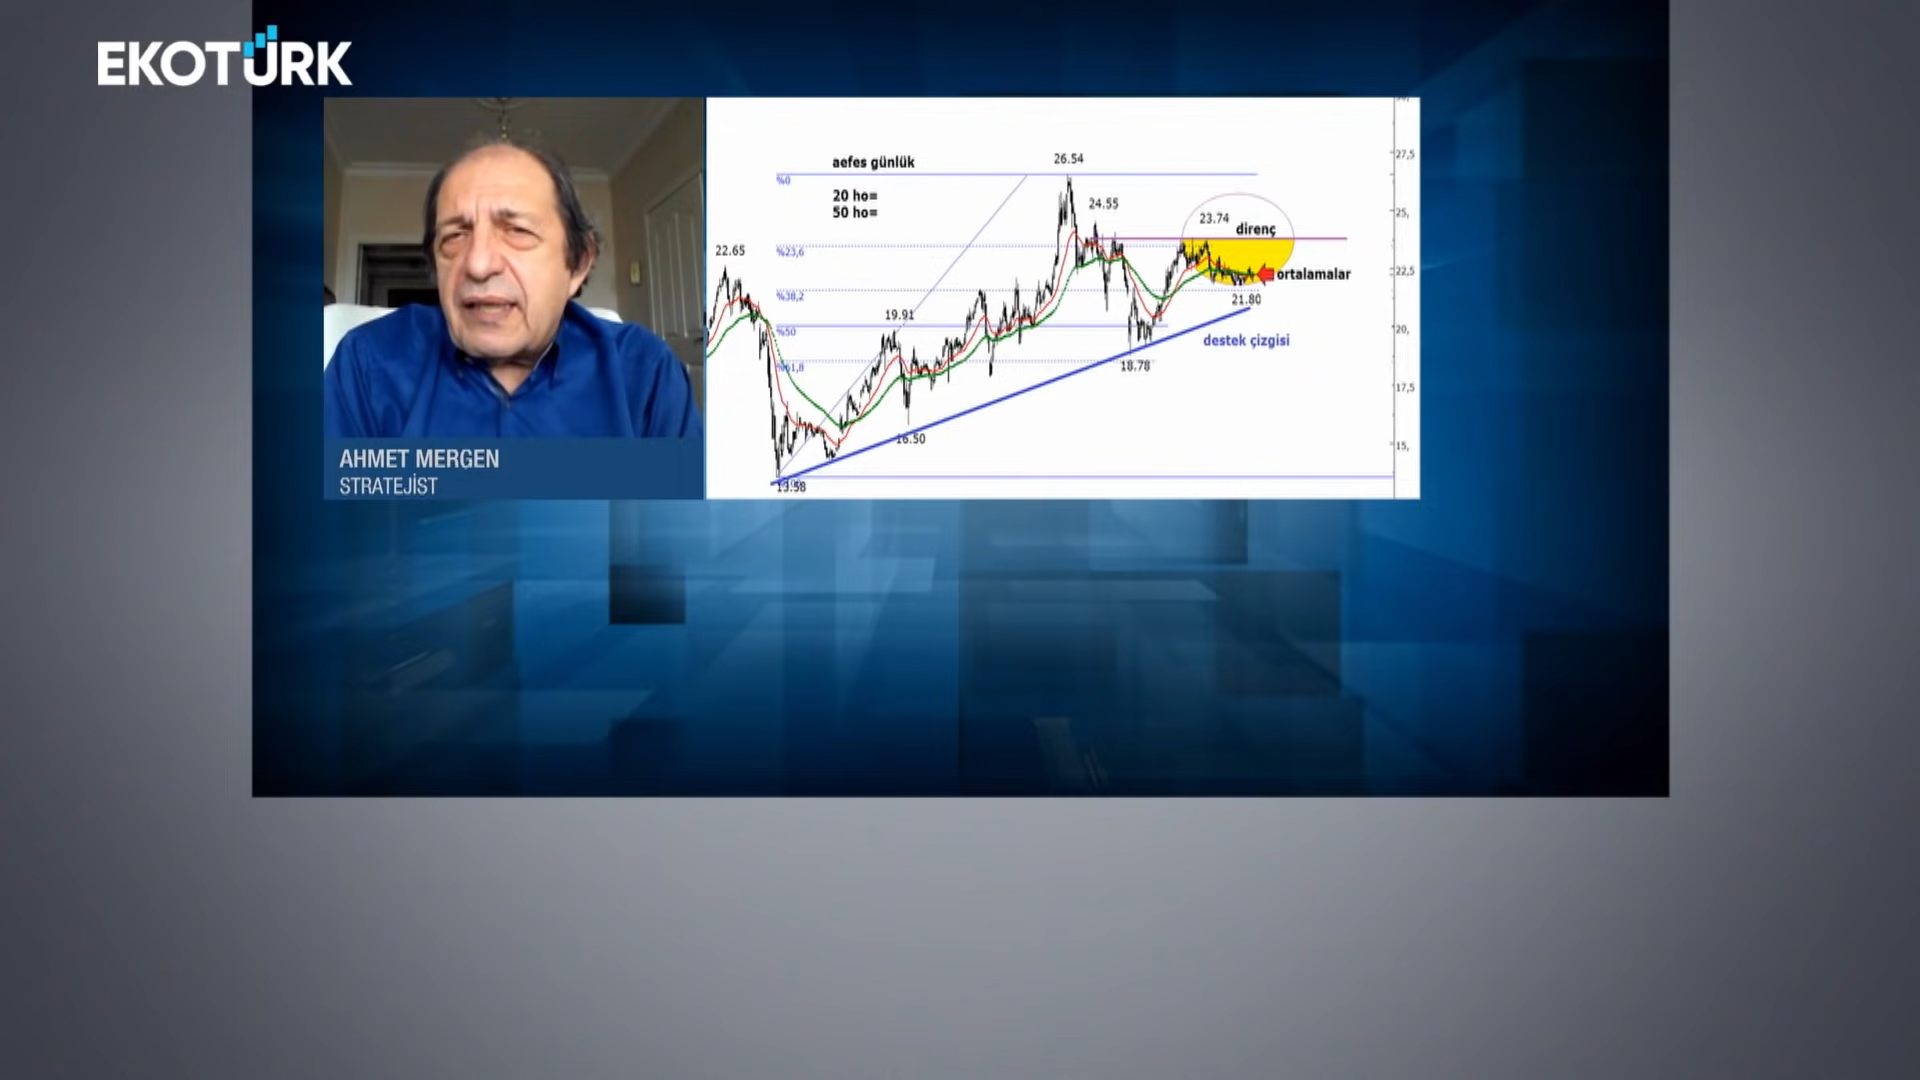 EKOTÜRK
AHMET MERGEN
STRATEJİST
aefes günlük
20 ho=
50 ho=
%0
%23,6
%38,2
%50
%61,8
22.65
13.58
19.91
16.50
26.54
24.55
18.78
23.74
direnç
ortalamalar
21.80
destek çizgisi
27,5
25,
22,5
20,
17,5
15,